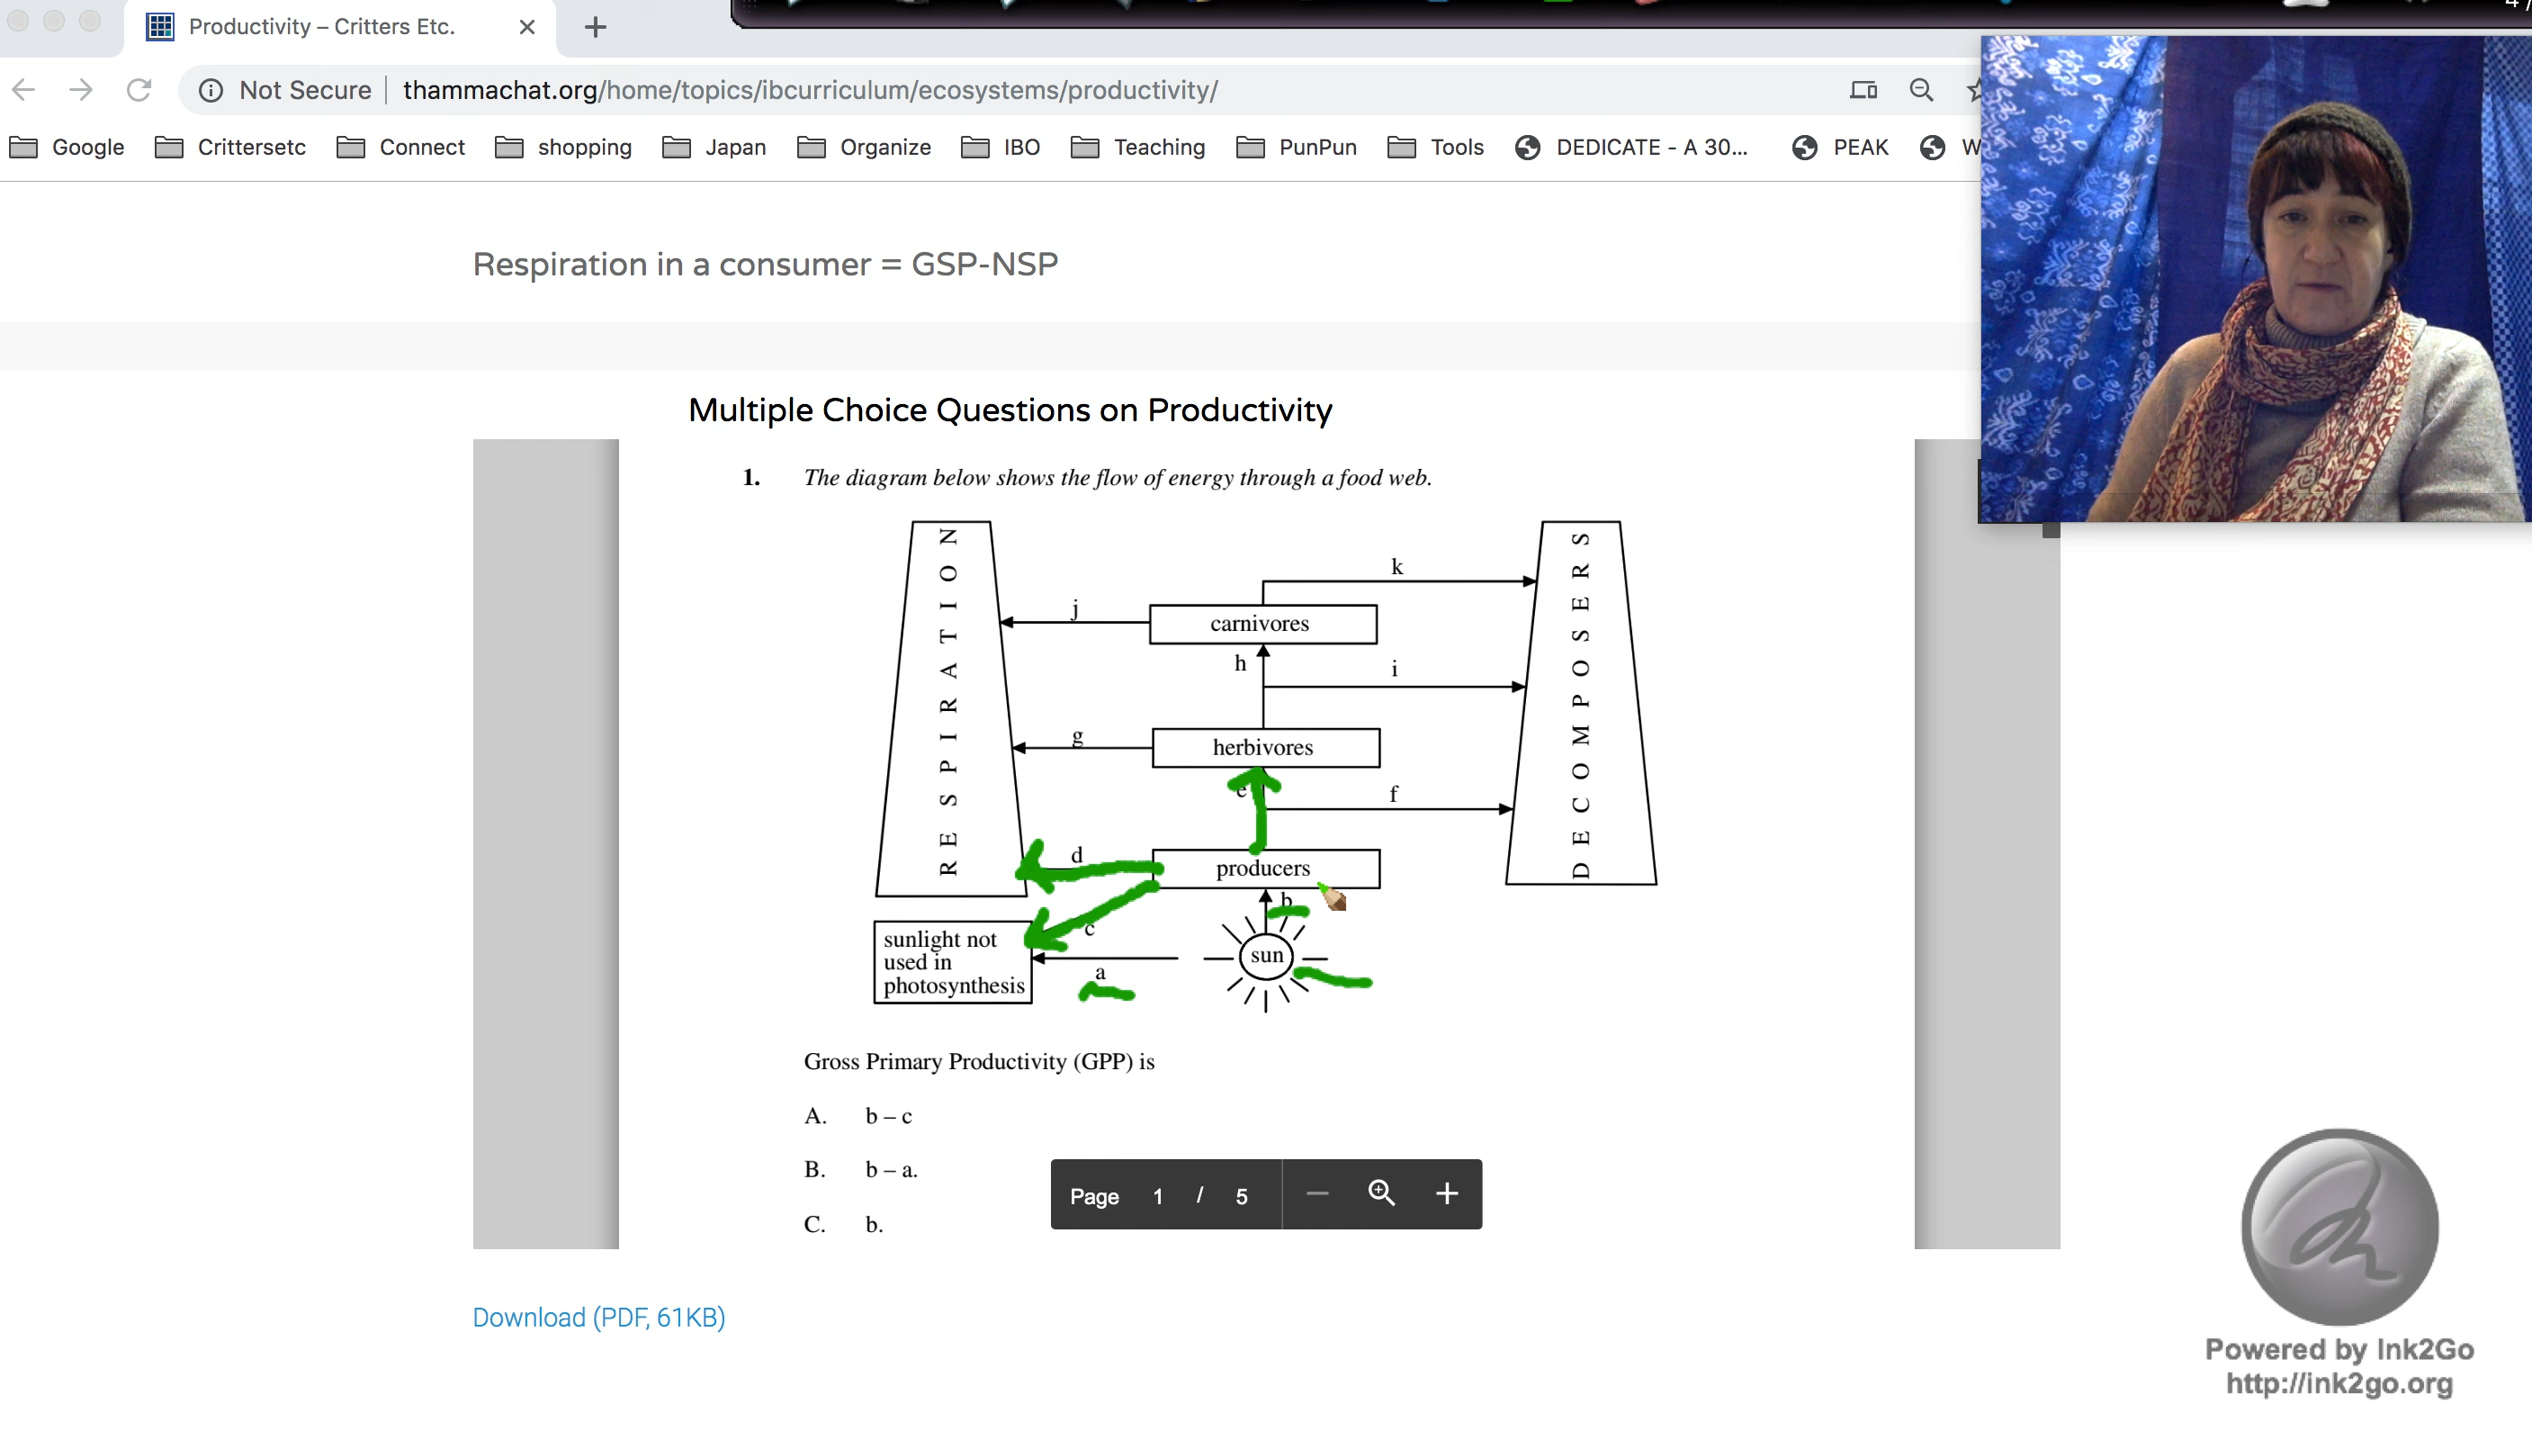 Productivity – Critters Etc.
Not Secure thammachat.org/home/topics/ibcurriculum/ecosystems/productivity/
Google Crittersetc Connect shopping Japan Organize IBO Teaching PunPun Tools DEDICATE - A 30... PEAK W
Respiration in a consumer = GSP-NSP
Multiple Choice Questions on Productivity
1. The diagram below shows the flow of energy through a food web.
RESPIRATION
DECOMPOSERS
k
j
carnivores
h
i
g
herbivores
e
f
d
producers
b
c
sunlight not
used in
photosynthesis
a
sun
Gross Primary Productivity (GPP) is
A. b – c
B. b – a.
C. b.
Page 1 / 5
Download (PDF, 61KB)
Powered by Ink2Go
http://ink2go.org